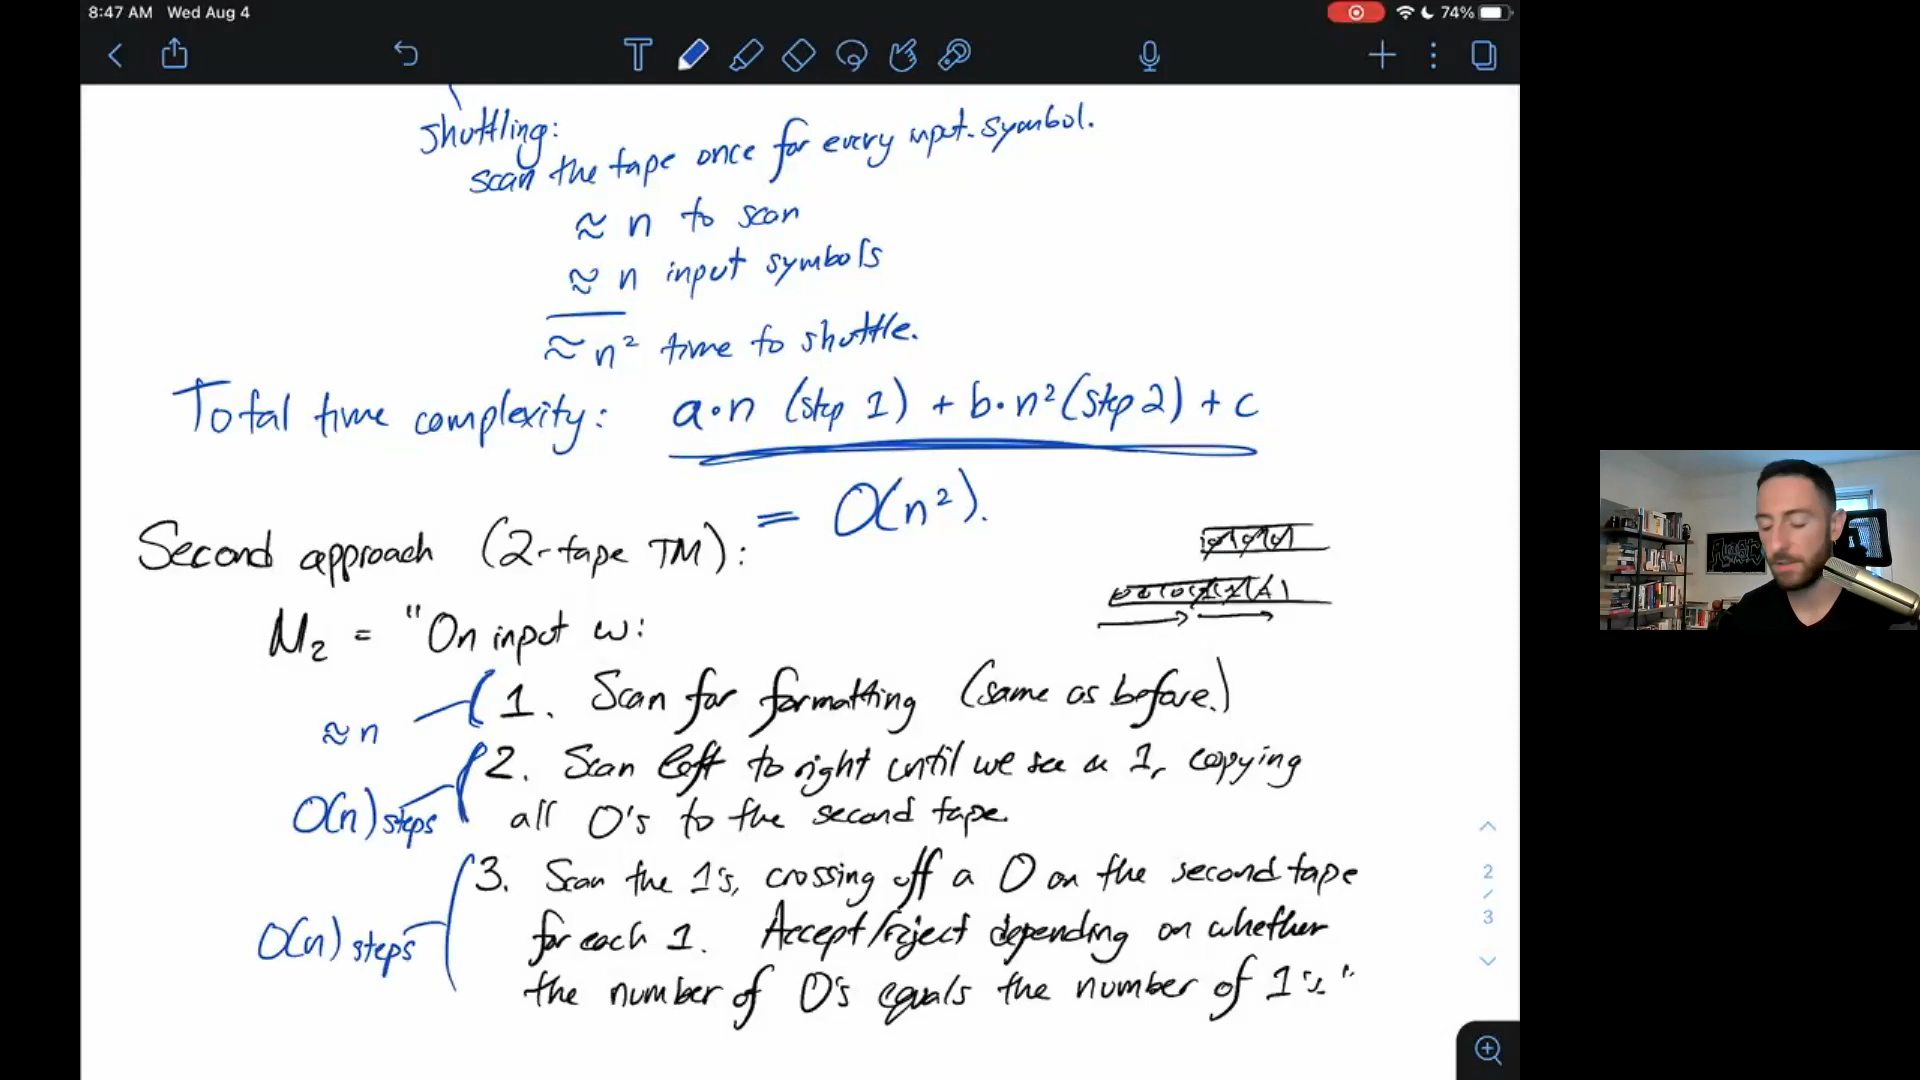 8:47 AM Wed Aug 4
74%
shuttling:
scan the tape once for every input symbol.
≈ n to scan
≈ n input symbols
≈ n² time to shuttle.
Total time complexity: a·n (step 1) + b·n² (step 2) + c
= O(n²).
Second approach (2-tape TM):
M₂ = "On input w:
≈ n
1. Scan for formatting (same as before.)
2. Scan left to right until we see a 1, copying
O(n) steps
all 0's to the second tape.
3. Scan the 1's, crossing off a 0 on the second tape
O(n) steps
for each 1. Accept/reject depending on whether
the number of 0's equals the number of 1's."
2
/
3